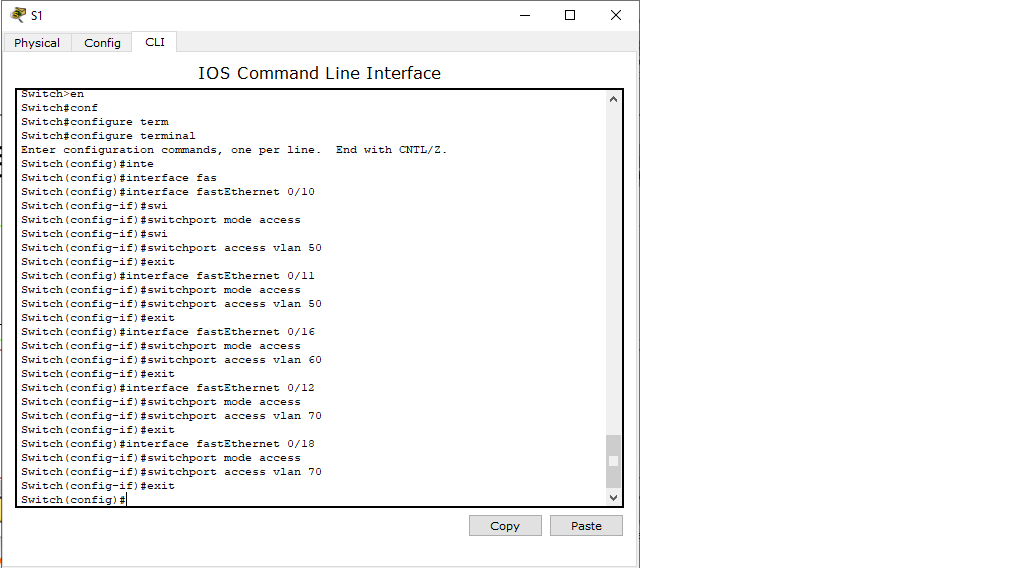 S1
Physical Config CLI
IOS Command Line Interface
Switch>en
Switch#conf
Switch#configure term
Switch#configure terminal
Enter configuration commands, one per line.  End with CNTL/Z.
Switch(config)#inte
Switch(config)#interface fas
Switch(config)#interface fastEthernet 0/10
Switch(config-if)#swi
Switch(config-if)#switchport mode access
Switch(config-if)#swi
Switch(config-if)#switchport access vlan 50
Switch(config-if)#exit
Switch(config)#interface fastEthernet 0/11
Switch(config-if)#switchport mode access
Switch(config-if)#switchport access vlan 50
Switch(config-if)#exit
Switch(config)#interface fastEthernet 0/16
Switch(config-if)#switchport mode access
Switch(config-if)#switchport access vlan 60
Switch(config-if)#exit
Switch(config)#interface fastEthernet 0/12
Switch(config-if)#switchport mode access
Switch(config-if)#switchport access vlan 70
Switch(config-if)#exit
Switch(config)#interface fastEthernet 0/18
Switch(config-if)#switchport mode access
Switch(config-if)#switchport access vlan 70
Switch(config-if)#exit
Switch(config)#
Copy Paste